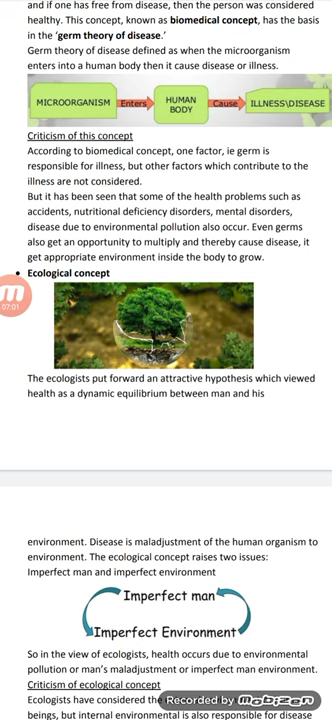 and if one has free from disease, then the person was considered
healthy. This concept, known as biomedical concept, has the basis
in the ‘germ theory of disease.’
Germ theory of disease defined as when the microorganism
enters into a human body then it cause disease or illness.
MICROORGANISM Enters HUMAN BODY Cause ILLNESS\DISEASE
Criticism of this concept
According to biomedical concept, one factor, ie germ is
responsible for illness, but other factors which contribute to the
illness are not considered.
But it has been seen that some of the health problems such as
accidents, nutritional deficiency disorders, mental disorders,
disease due to environmental pollution also occur. Even germs
also get an opportunity to multiply and thereby cause disease, it
get appropriate environment inside the body to grow.
• Ecological concept
07:01
The ecologists put forward an attractive hypothesis which viewed
health as a dynamic equilibrium between man and his
environment. Disease is maladjustment of the human organism to
environment. The ecological concept raises two issues:
Imperfect man and imperfect environment
Imperfect man
Imperfect Environment
So in the view of ecologists, health occurs due to environmental
pollution or man’s maladjustment or imperfect man environment.
Criticism of ecological concept
Ecologists have considered the
Recorded by Mobizen
beings, but internal environmental is also responsible for disease